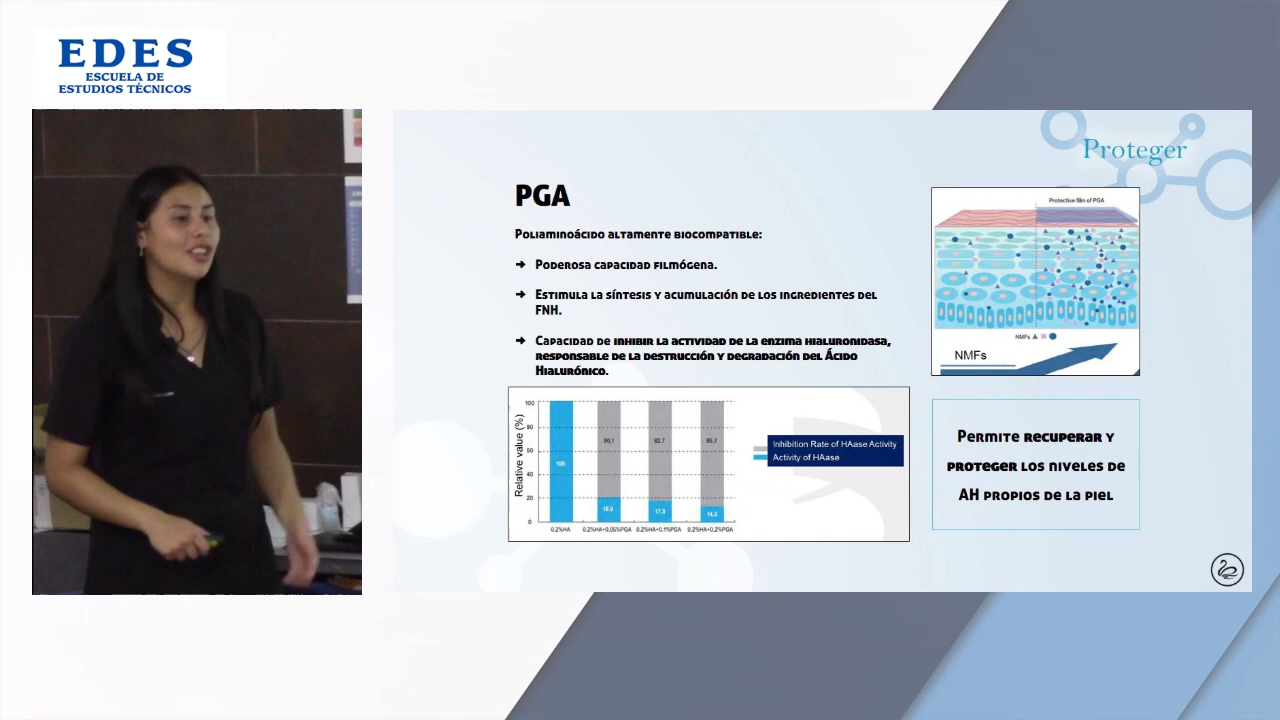 EDES
ESCUELA DE
ESTUDIOS TÉCNICOS
Proteger
PGA
Poliaminoácido altamente biocompatible:
➔ Poderosa capacidad filmógena.
➔ Estimula la síntesis y acumulación de los ingredientes del
FNH.
➔ Capacidad de inhibir la actividad de la enzima hialuronidasa,
responsable de la destrucción y degradación del Ácido
Hialurónico.
Protective film of PGA
NMFs
NMFs
Relative value (%)
100
80
60
40
20
0
100
80.1
82.7
85.7
19.9
17.3
14.3
0.2%HA
0.2%HA+0.05%PGA
0.2%HA+0.1%PGA
0.2%HA+0.2%PGA
Inhibition Rate of HAase Activity
Activity of HAase
Permite recuperar y
proteger los niveles de
AH propios de la piel